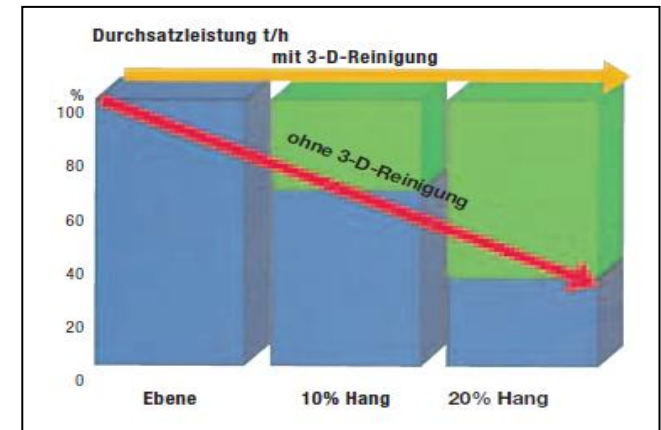 Durchsatzleistung t/h
mit 3-D-Reinigung
%
100
80
60
40
20
0
ohne 3-D-Reinigung
Ebene
10% Hang
20% Hang